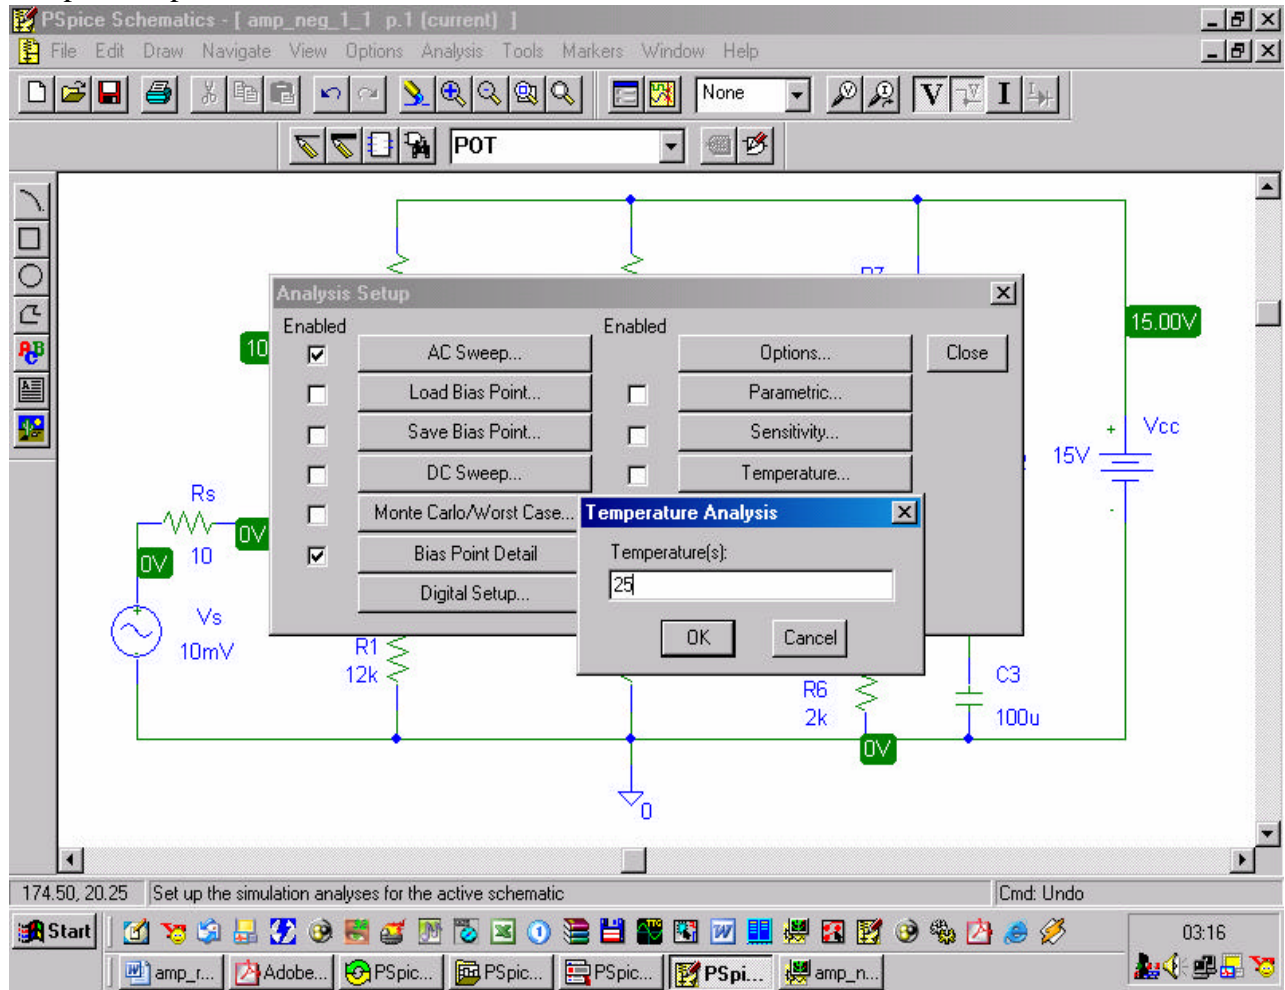 PSpice Schematics - [ amp_neg_1_1 p.1 (current) ]
File Edit Draw Navigate View Options Analysis Tools Markers Window Help
None
V I
POT
Analysis Setup
Enabled Enabled
AC Sweep... Options... Close
Load Bias Point... Parametric...
Save Bias Point... Sensitivity...
DC Sweep... Temperature...
Monte Carlo/Worst Case...
Bias Point Detail
Digital Setup...
Temperature Analysis
Temperature(s):
25
OK Cancel
10
15.00V
Vcc
+
15V
-
Rs
10
0V
0V
+
Vs
10mV
R1
12k
R6
2k
C3
100u
0V
0
174.50, 20.25 Set up the simulation analyses for the active schematic Cmd: Undo
Start 03:16
amp_r... Adobe... PSpic... PSpic... PSpic... PSpi... amp_n...